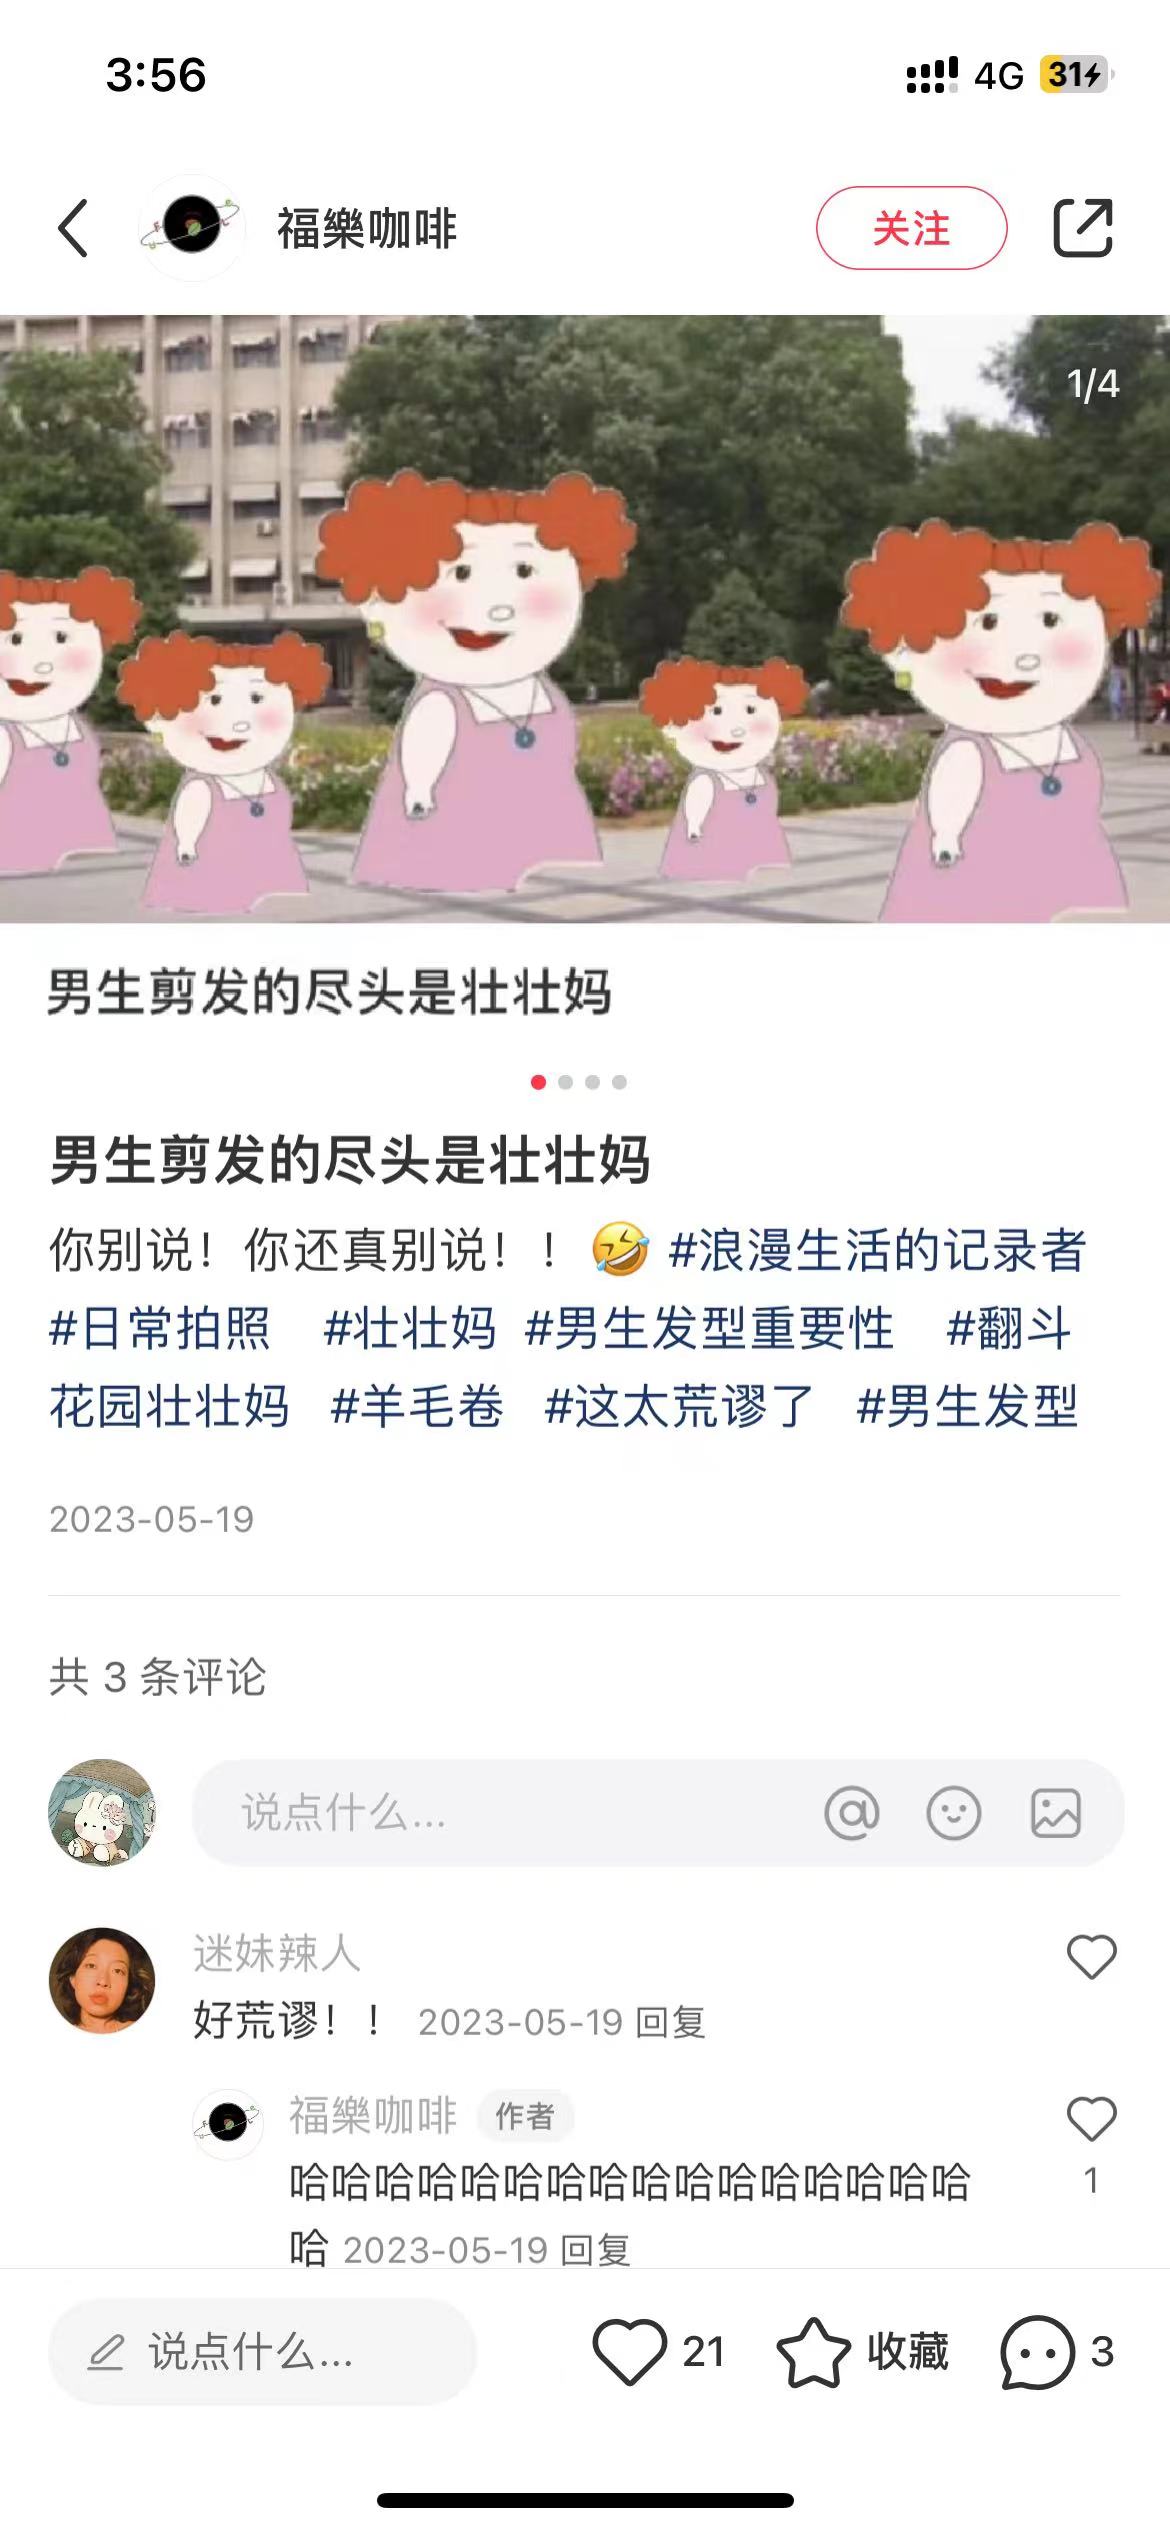 3:56
4G 31
福樂咖啡
关注
1/4
男生剪发的尽头是壮壮妈
男生剪发的尽头是壮壮妈
你别说！你还真别说！！🤣 #浪漫生活的记录者
#日常拍照 #壮壮妈 #男生发型重要性 #翻斗
花园壮壮妈 #羊毛卷 #这太荒谬了 #男生发型
2023-05-19
共 3 条评论
说点什么...
迷妹辣人
好荒谬！！ 2023-05-19 回复
福樂咖啡 作者
哈哈哈哈哈哈哈哈哈哈哈哈哈哈哈哈
1
哈 2023-05-19 回复
说点什么...
21
收藏
3